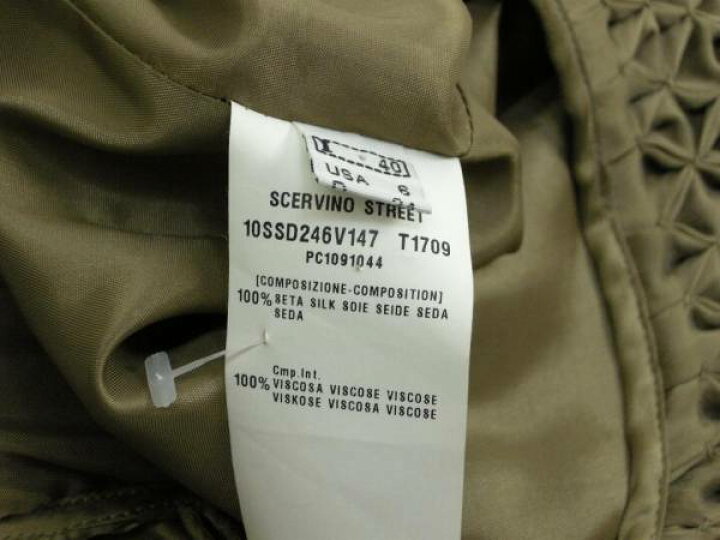 I 40
USA 6
SCERVINO STREET
10SSD246V147 T1709
PC1091044
[COMPOSIZIONE-COMPOSITION]
100% SETA SILK SOIE SEIDE SEDA
SEDA
Cmp.Int.
100% VISCOSA VISCOSE VISCOSE
VISKOSE VISCOSA VISCOSE